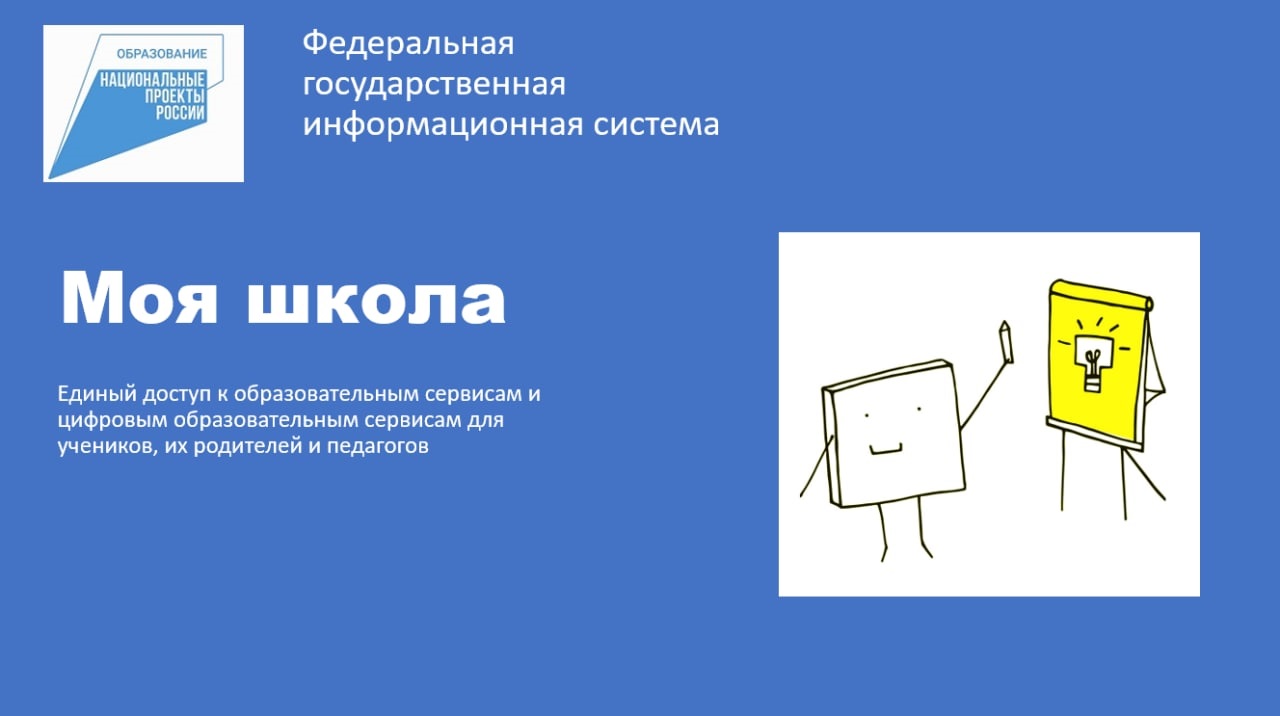 ОБРАЗОВАНИЕ
НАЦИОНАЛЬНЫЕ
ПРОЕКТЫ
РОССИИ
Федеральная
государственная
информационная система
Моя школа
Единый доступ к образовательным сервисам и
цифровым образовательным сервисам для
учеников, их родителей и педагогов